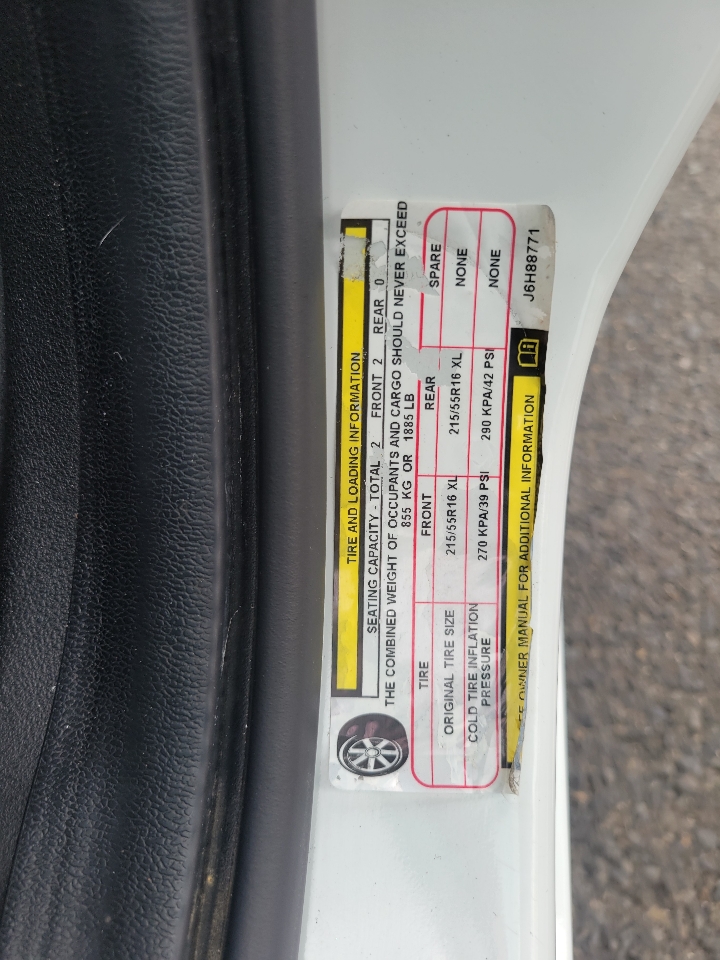 TIRE AND LOADING INFORMATION
SEATING CAPACITY - TOTAL 2 FRONT 2 REAR 0
THE COMBINED WEIGHT OF OCCUPANTS AND CARGO SHOULD NEVER EXCEED
855 KG OR 1885 LB
TIRE FRONT REAR SPARE
ORIGINAL TIRE SIZE 215/55R16 XL 215/55R16 XL NONE
COLD TIRE INFLATION PRESSURE 270 KPA/39 PSI 290 KPA/42 PSI NONE
OWNER MANUAL FOR ADDITIONAL INFORMATION
J6H88771